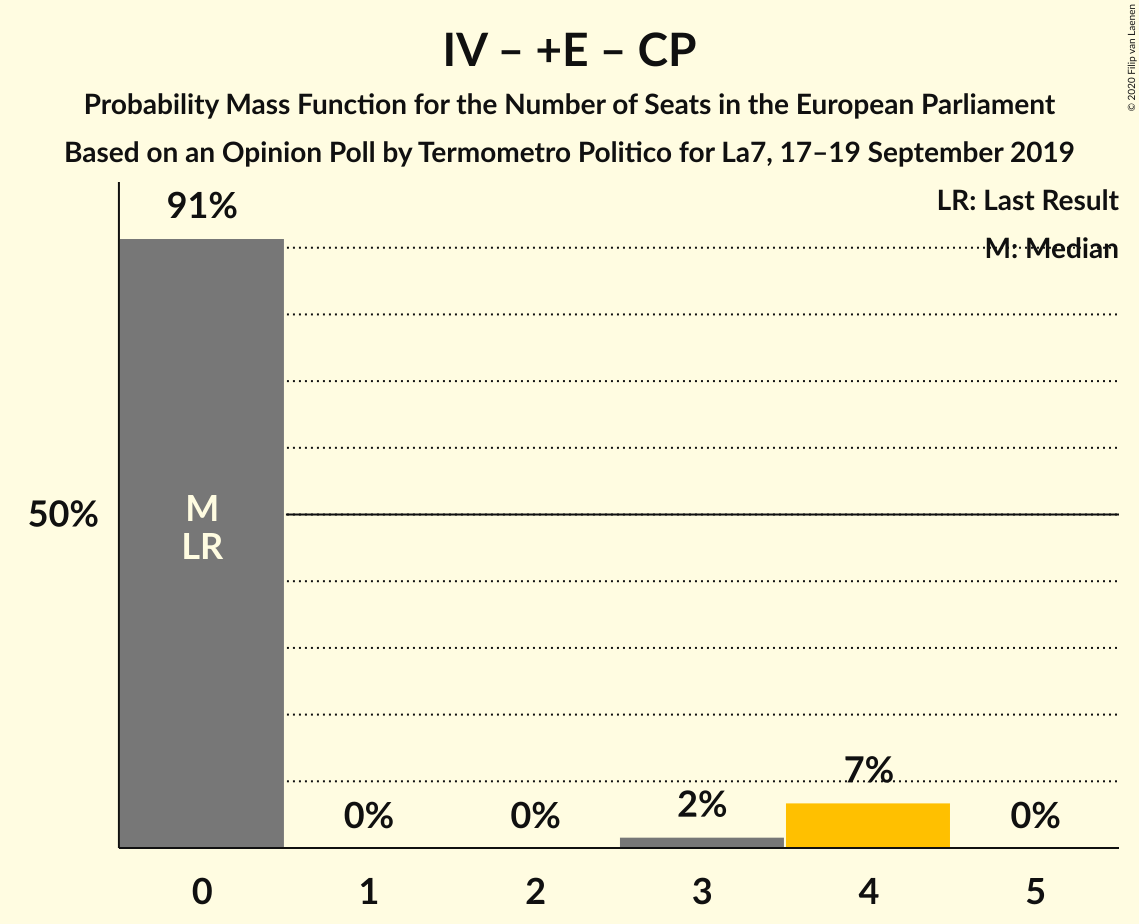 IV – +E – CP
Probability Mass Function for the Number of Seats in the European Parliament
Based on an Opinion Poll by Termometro Politico for La7, 17–19 September 2019
© 2020 Filip van Laenen
LR: Last Result
M: Median
91%
50%
M
LR
0%
0%
2%
7%
0%
0
1
2
3
4
5